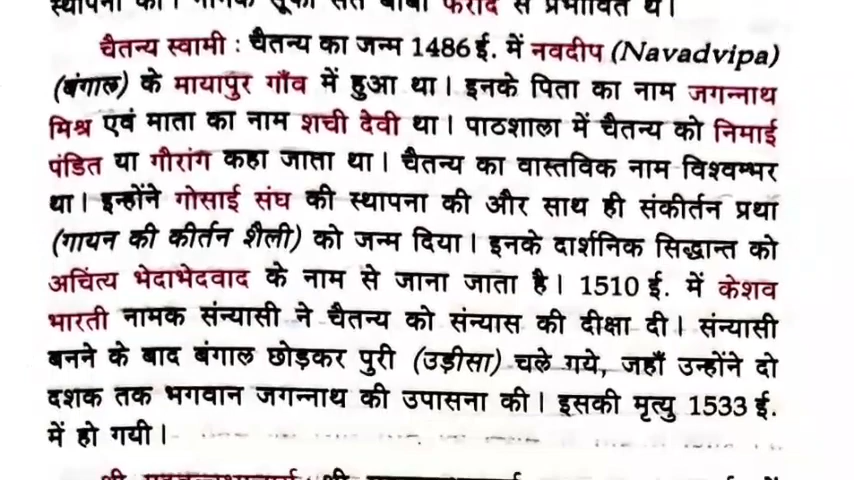 चैतन्य स्वामी : चैतन्य का जन्म 1486 ई. में नवदीप (Navadvipa)
(बंगाल) के मायापुर गाँव में हुआ था। इनके पिता का नाम जगन्नाथ
मिश्र एवं माता का नाम शची देवी था। पाठशाला में चैतन्य को निमाई
पंडित या गौरांग कहा जाता था। चैतन्य का वास्तविक नाम विश्वम्भर
था। इन्होंने गोसाई संघ की स्थापना की और साथ ही संकीर्तन प्रथा
(गायन की कीर्तन शैली) को जन्म दिया। इनके दार्शनिक सिद्धान्त को
अचिंत्य भेदाभेदवाद के नाम से जाना जाता है। 1510 ई. में केशव
भारती नामक संन्यासी ने चैतन्य को संन्यास की दीक्षा दी। संन्यासी
बनने के बाद बंगाल छोड़कर पुरी (उड़ीसा) चले गये, जहाँ उन्होंने दो
दशक तक भगवान जगन्नाथ की उपासना की। इसकी मृत्यु 1533 ई.
में हो गयी।